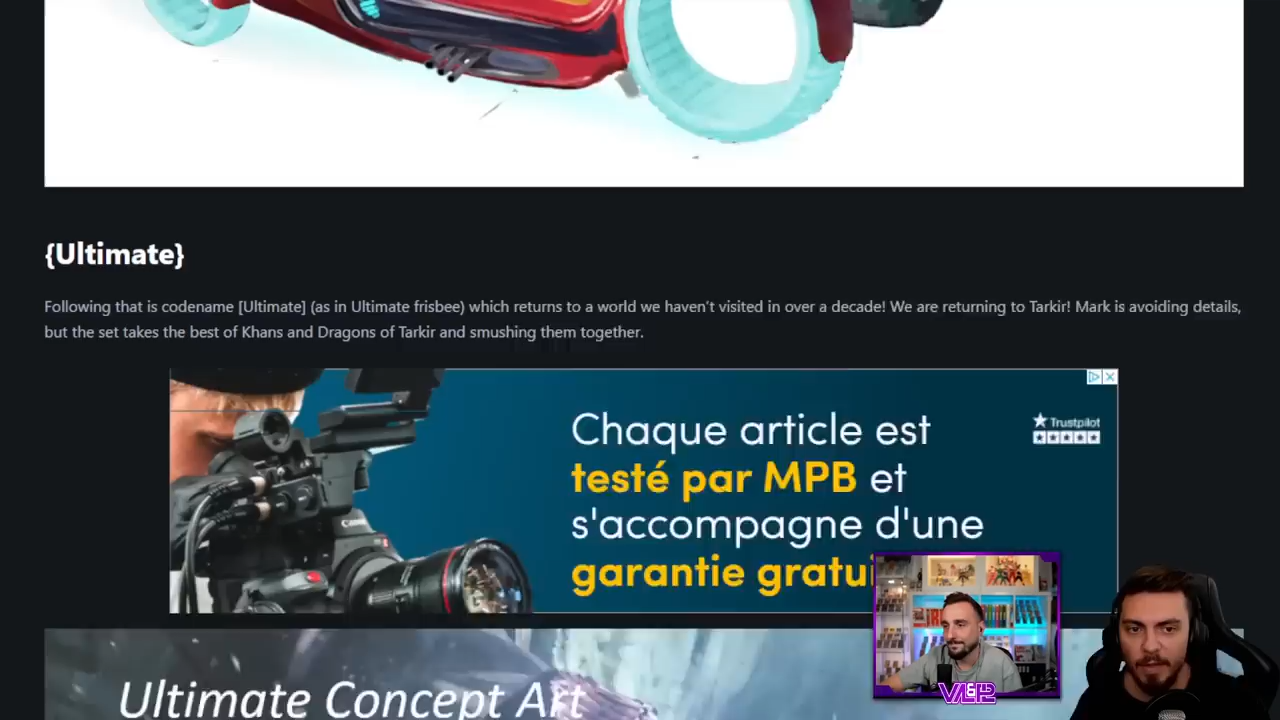 {Ultimate}
Following that is codename [Ultimate] (as in Ultimate frisbee) which returns to a world we haven't visited in over a decade! We are returning to Tarkir! Mark is avoiding details,
but the set takes the best of Khans and Dragons of Tarkir and smushing them together.
Chaque article est
testé par MPB et
s'accompagne d'une
garantie gratui
Trustpilot
Canon
Ultimate Concept Art